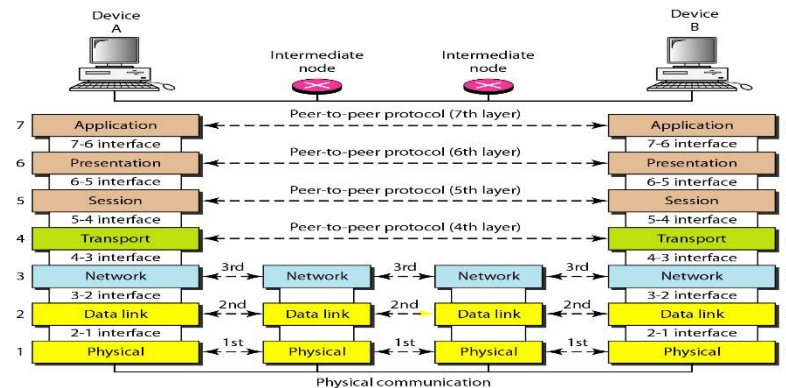 Device
A
Device
B
Intermediate
node
Intermediate
node
Peer-to-peer protocol (7th layer)
7 Application Application
7-6 interface 7-6 interface
Peer-to-peer protocol (6th layer)
6 Presentation Presentation
6-5 interface 6-5 interface
Peer-to-peer protocol (5th layer)
5 Session Session
5-4 interface 5-4 interface
Peer-to-peer protocol (4th layer)
4 Transport Transport
4-3 interface 4-3 interface
3 Network 3rd Network 3rd Network 3rd Network
3-2 interface 3-2 interface
2 Data link 2nd Data link 2nd Data link 2nd Data link
2-1 interface 2-1 interface
1 Physical 1st Physical 1st Physical 1st Physical
Physical communication